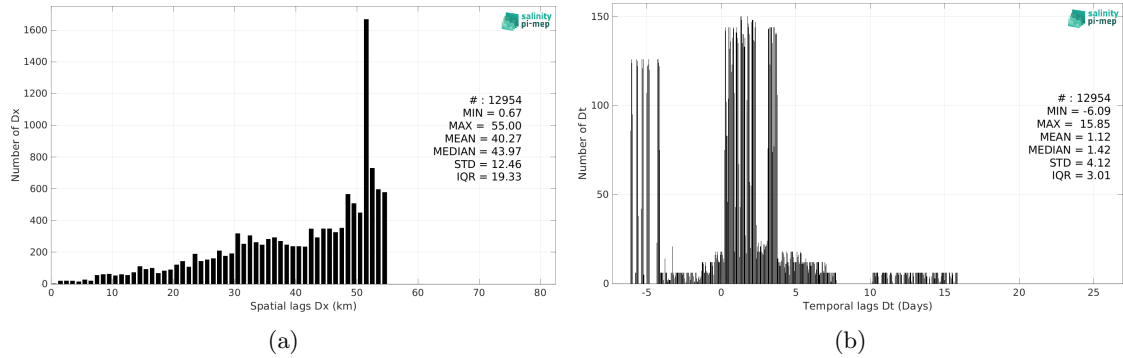 salinity
pi-mep
1600
1400
1200
1000
800
600
400
200
0
Number of Dx
# : 12954
MIN = 0.67
MAX = 55.00
MEAN = 40.27
MEDIAN = 43.97
STD = 12.46
IQR = 19.33
0 10 20 30 40 50 60 70 80
Spatial lags Dx (km)
(a)
salinity
pi-mep
150
100
50
0
Number of Dt
# : 12954
MIN = -6.09
MAX = 15.85
MEAN = 1.12
MEDIAN = 1.42
STD = 4.12
IQR = 3.01
-5 0 5 10 15 20 25
Temporal lags Dt (Days)
(b)